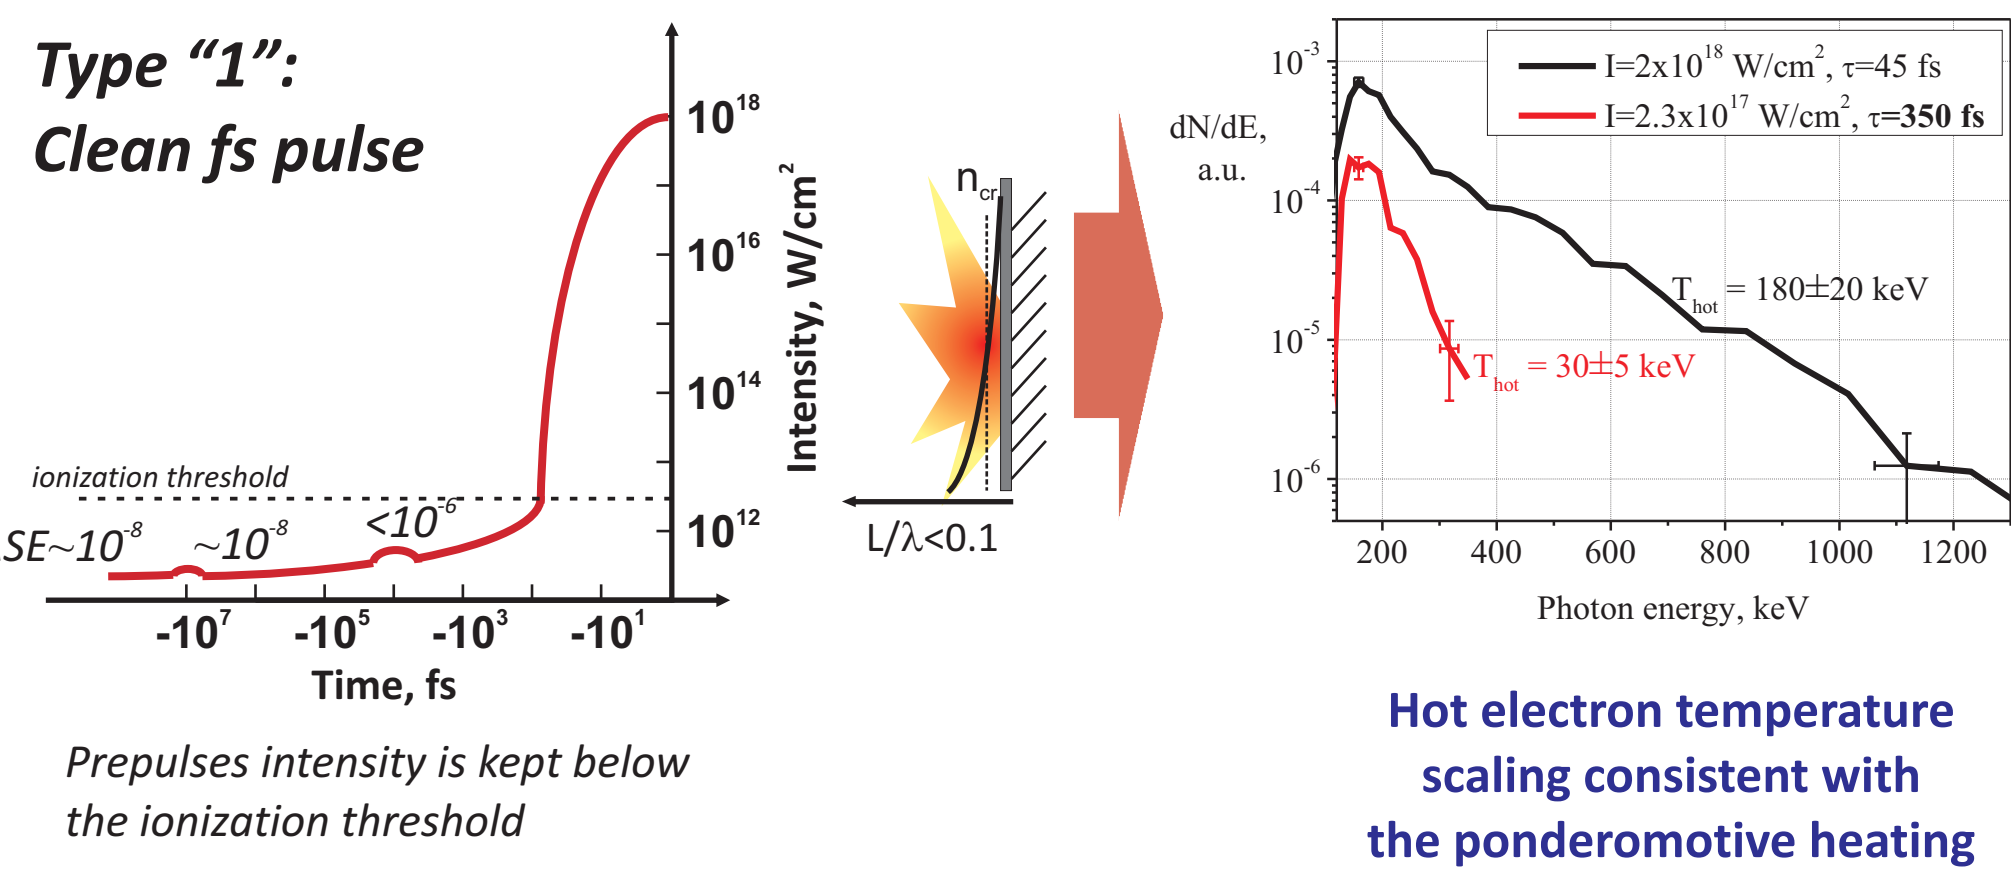 Type “1”:
Clean fs pulse
10^18
10^16
10^14
10^12
Intensity, W/cm^2
ionization threshold
SE~10^-8
~10^-8
<10^-6
-10^7
-10^5
-10^3
-10^1
Time, fs
Prepulses intensity is kept below
the ionization threshold
n_cr
L/λ<0.1
dN/dE,
a.u.
10^-3
10^-4
10^-5
10^-6
I=2x10^18 W/cm^2, τ=45 fs
I=2.3x10^17 W/cm^2, τ=350 fs
T_hot = 180±20 keV
T_hot = 30±5 keV
200
400
600
800
1000
1200
Photon energy, keV
Hot electron temperature
scaling consistent with
the ponderomotive heating